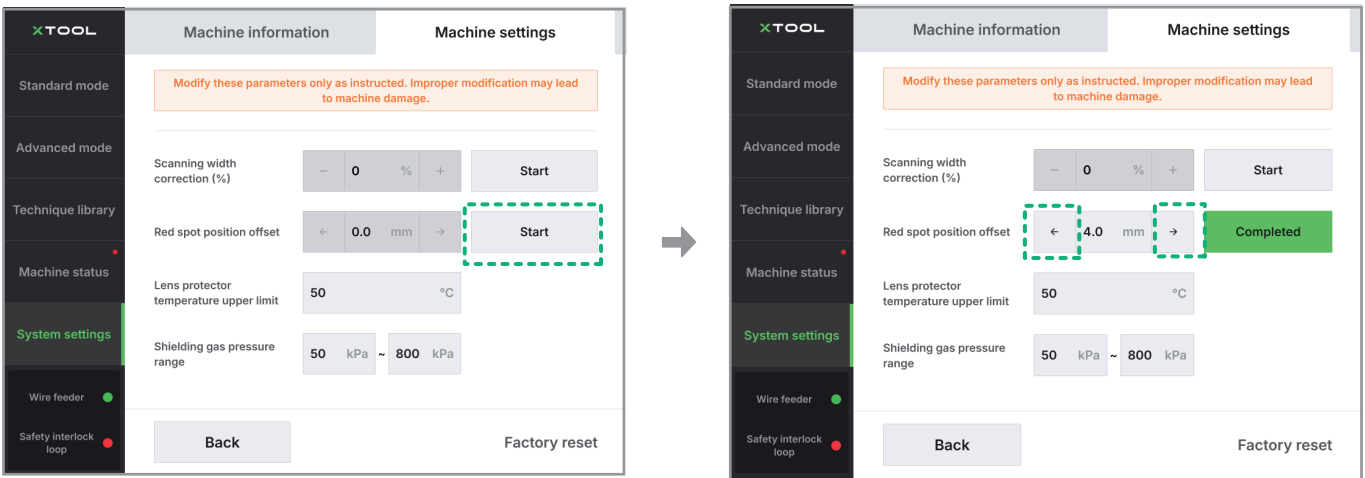 XTOOL
Machine information
Machine settings
Standard mode
Advanced mode
Technique library
Machine status
System settings
Wire feeder
Safety interlock
loop
Modify these parameters only as instructed. Improper modification may lead
to machine damage.
Scanning width
correction (%)
− 0 % +
Start
Red spot position offset
← 0.0 mm →
Start
Lens protector
temperature upper limit
50 °C
Shielding gas pressure
range
50 kPa ~ 800 kPa
Back
Factory reset
XTOOL
Machine information
Machine settings
Standard mode
Advanced mode
Technique library
Machine status
System settings
Wire feeder
Safety interlock
loop
Modify these parameters only as instructed. Improper modification may lead
to machine damage.
Scanning width
correction (%)
− 0 % +
Start
Red spot position offset
← 4.0 mm →
Completed
Lens protector
temperature upper limit
50 °C
Shielding gas pressure
range
50 kPa ~ 800 kPa
Back
Factory reset